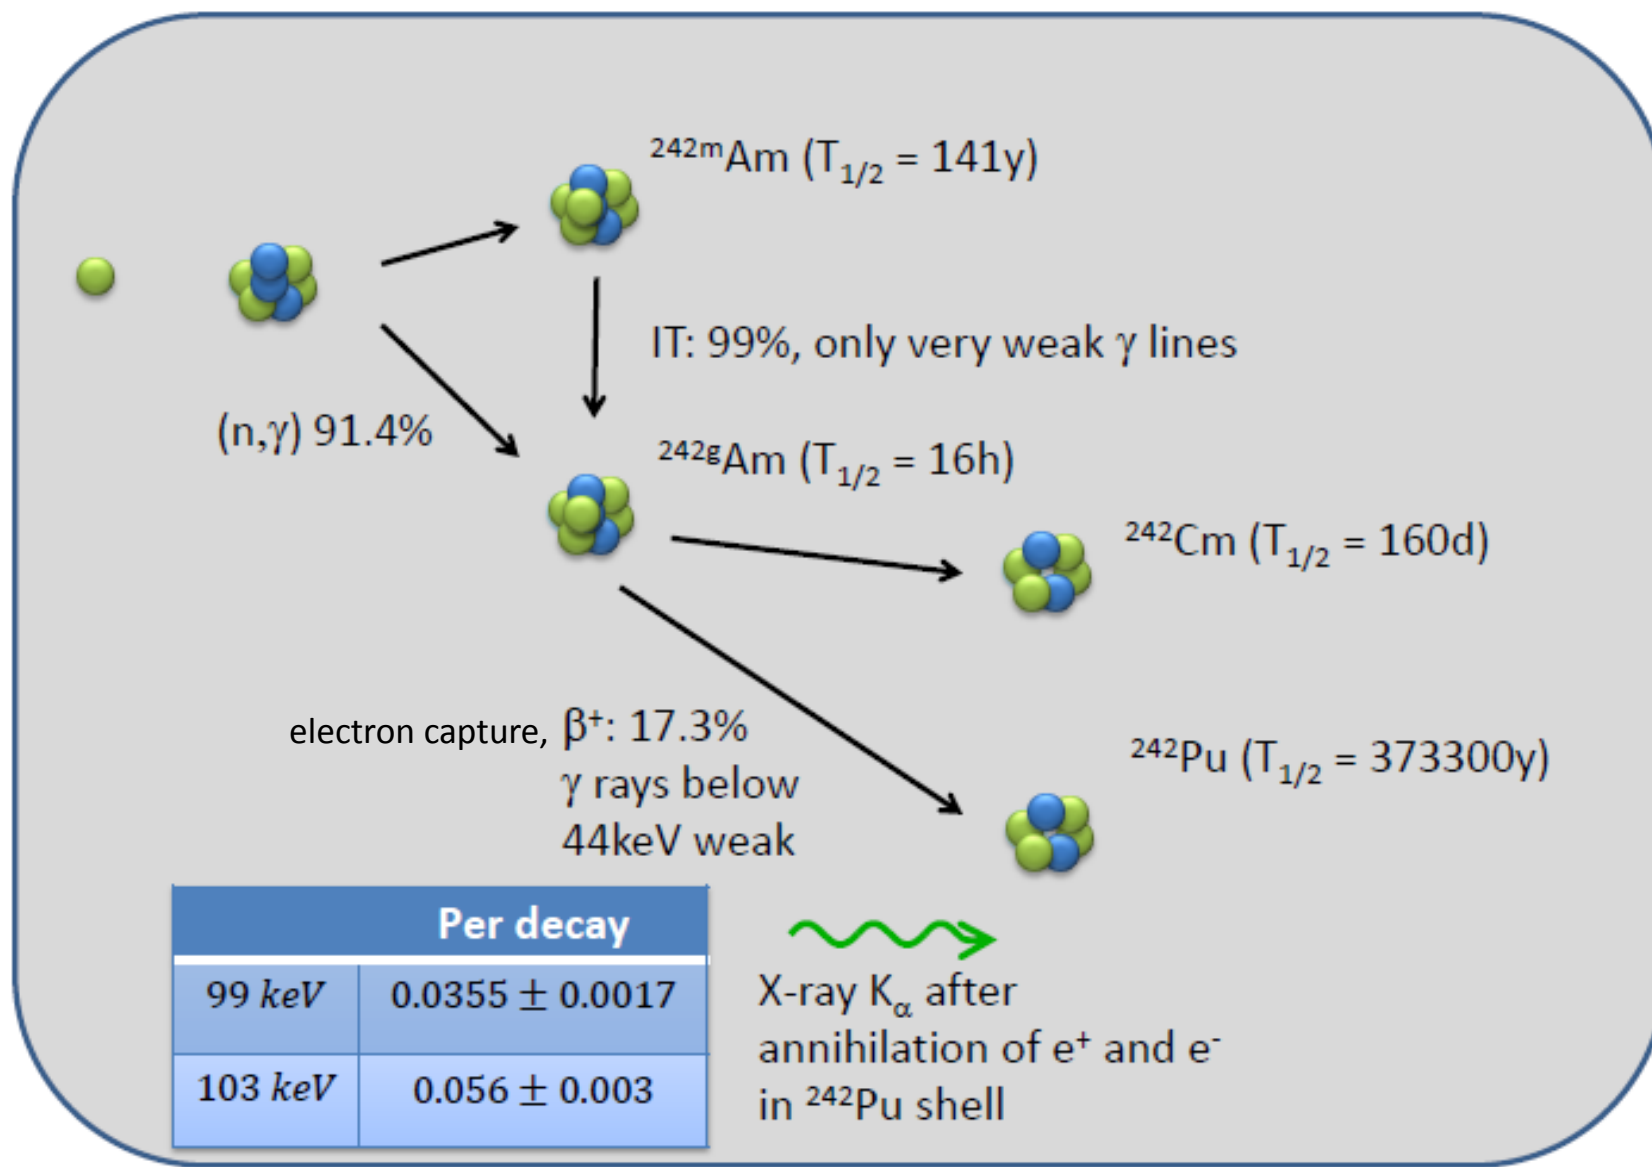 ²⁴²ᵐAm (T₁/₂ = 141y)
IT: 99%, only very weak γ lines
(n,γ) 91.4%
²⁴²ᵍAm (T₁/₂ = 16h)
²⁴²Cm (T₁/₂ = 160d)
electron capture, β⁺: 17.3%
γ rays below
44keV weak
²⁴²Pu (T₁/₂ = 373300y)
Per decay
99 keV 0.0355 ± 0.0017
103 keV 0.056 ± 0.003
X-ray Kα after
annihilation of e⁺ and e⁻
in ²⁴²Pu shell